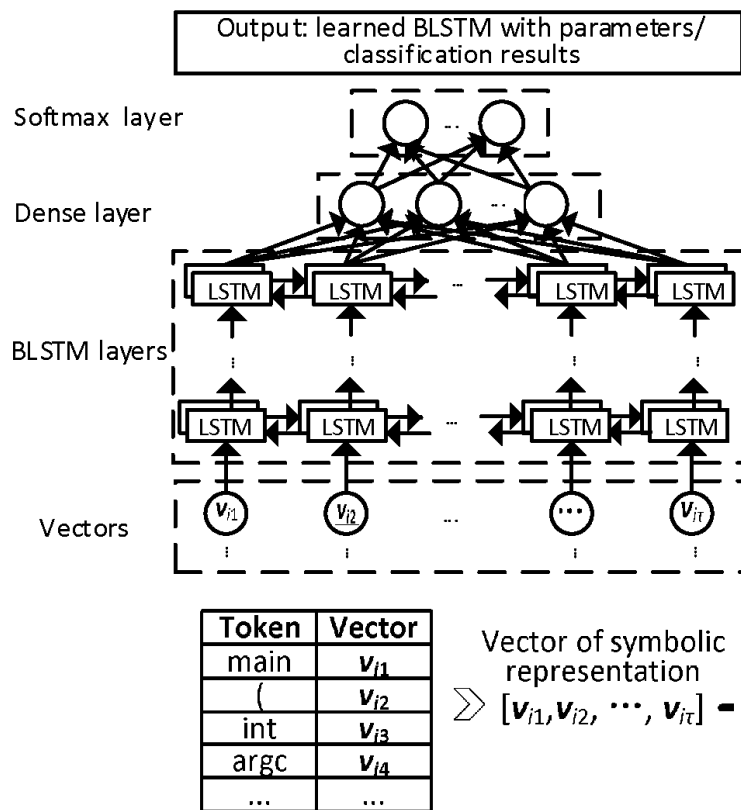 Output: learned BLSTM with parameters/
classification results
Softmax layer
...
Dense layer
...
LSTM LSTM ... LSTM LSTM
BLSTM layers
... ... ... ...
LSTM LSTM ... LSTM LSTM
Vectors
vi1 vi2 ... ... viτ
... ... ... ...
Token Vector
main vi1
( vi2
int vi3
argc vi4
... ...
Vector of symbolic
representation
[vi1,vi2, ..., viτ]